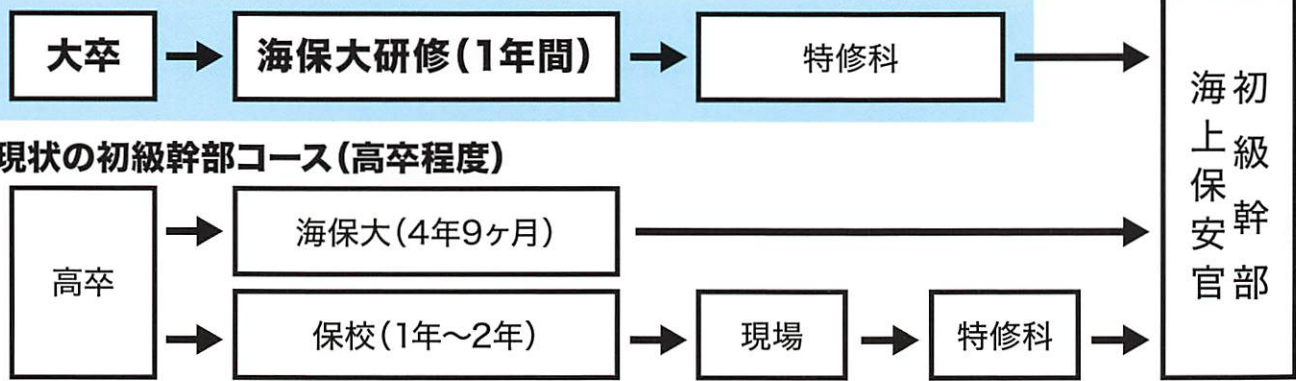 大卒
海保大研修(1年間)
特修科
現状の初級幹部コース(高卒程度)
高卒
海保大(4年9ヶ月)
保校(1年~2年)
現場
特修科
初級幹部
海上保安官